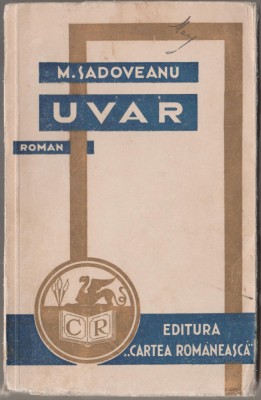 M. SADOVEANU
UVAR
ROMAN
CR
EDITURA
„CARTEA ROMÂNEASCĂ”